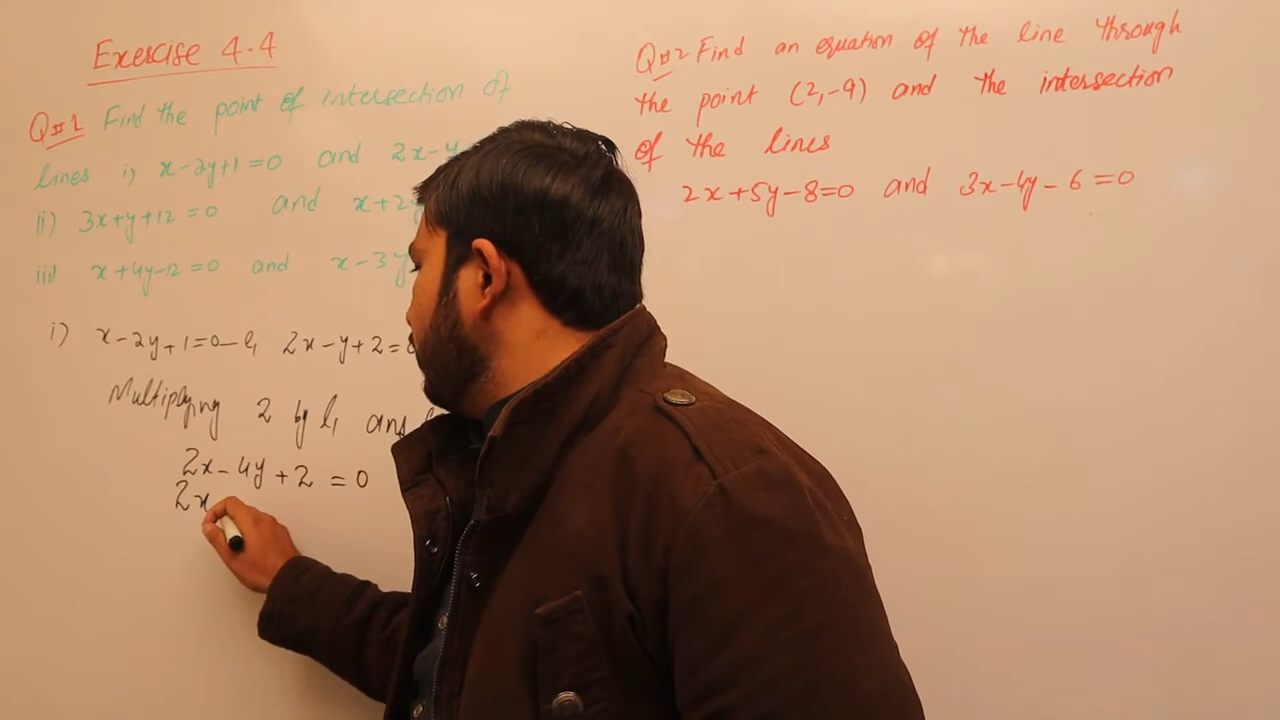 Exercise 4.4
Q#1 Find the point of intersection of
lines i) x-2y+1=0 and 2x-y
ii) 3x+y+12=0 and x+2y
iii) x+4y-12=0 and x-3y
i) x-2y+1=0-l₁ 2x-y+2=
Multiplying 2 by l₁ and
2x-4y+2=0
2x
Q#2 Find an equation of the line through
the point (2,-9) and the intersection
of the lines
2x+5y-8=0 and 3x-4y-6=0